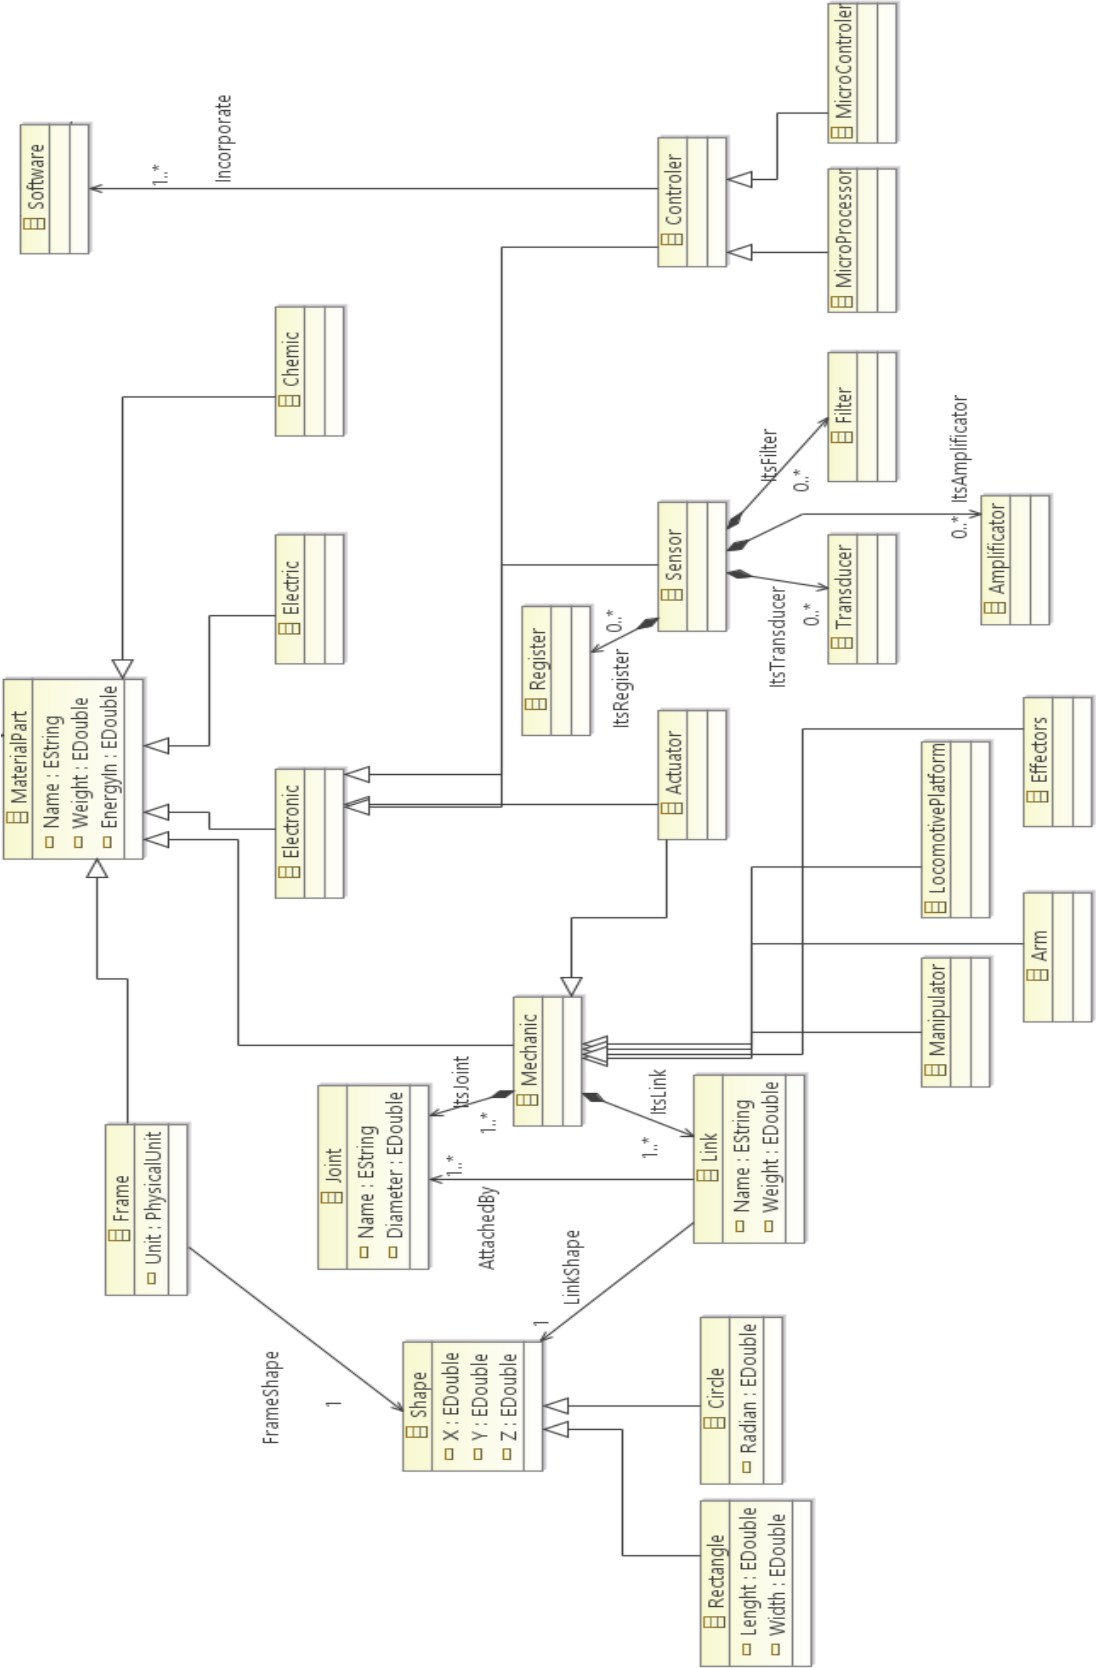 MaterialPart
Name : EString
Weight : EDouble
EnergyIn : EDouble
Software
Frame
Unit : PhysicalUnit
Electronic
Electric
Chemic
1..*
Incorporate
FrameShape
1
Joint
Name : EString
Diameter : EDouble
ItsJoint
1..*
Mechanic
Register
ItsRegister
0..*
Shape
X : EDouble
Y : EDouble
Z : EDouble
LinkShape
1
AttachedBy
1..*
ItsLink
1..*
Link
Name : EString
Weight : EDouble
Actuator
Sensor
Controler
Rectangle
Lenght : EDouble
Width : EDouble
Circle
Radian : EDouble
ItsTransducer
0..*
ItsFilter
0..*
Transducer
Filter
MicroProcessor
MicroControler
Manipulator
LocomotivePlatform
0..*
ItsAmplificator
Amplificator
Arm
Effectors